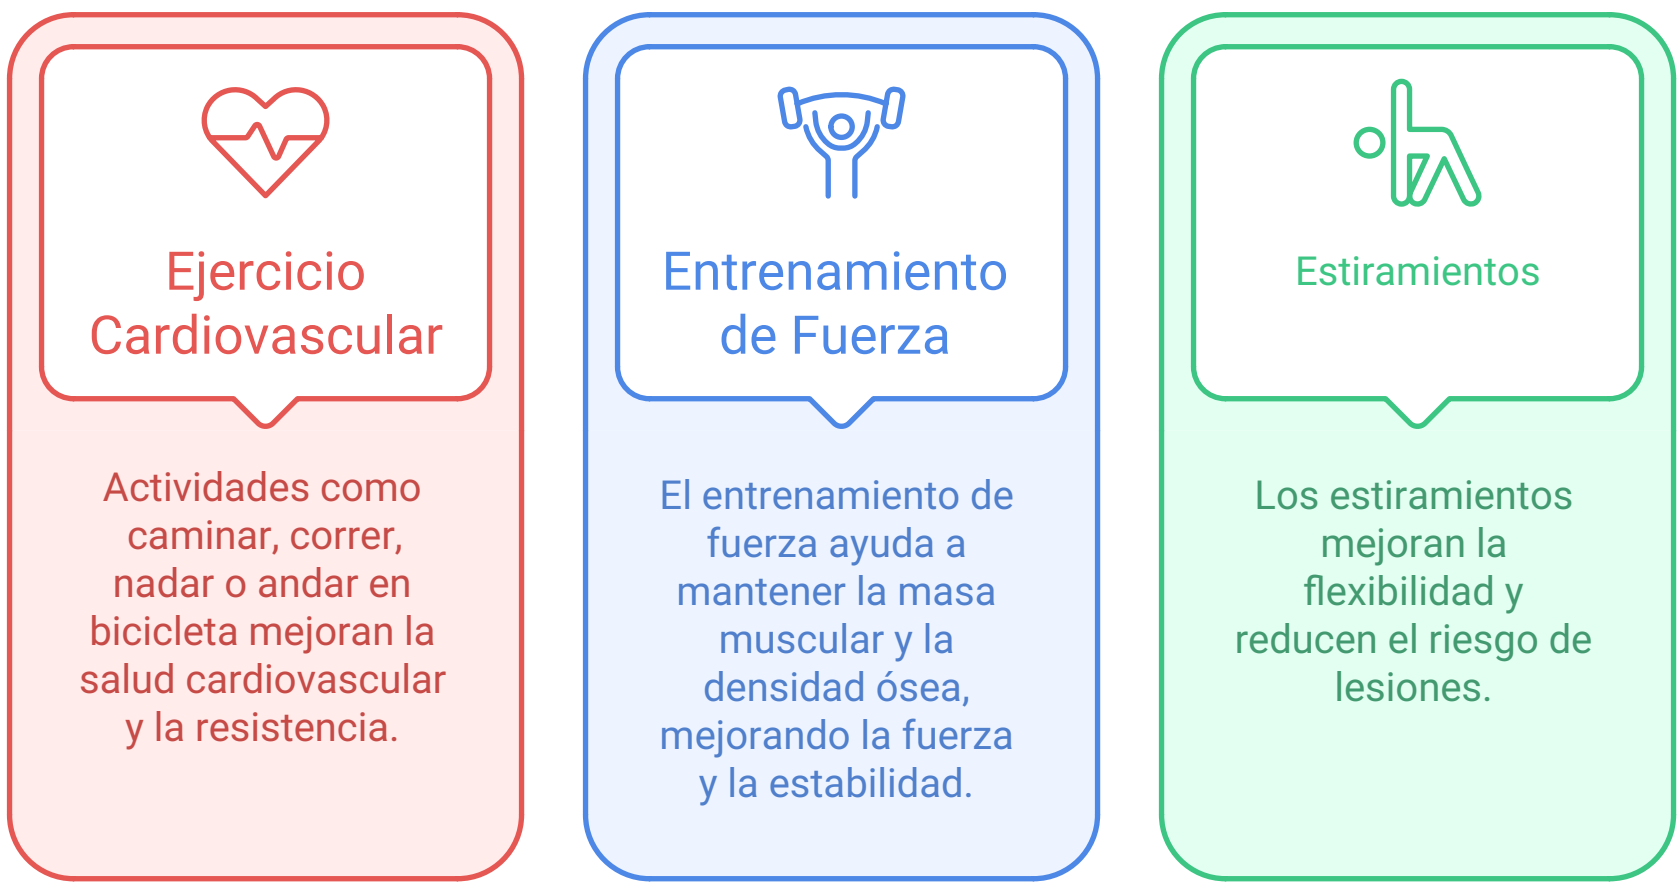 Ejercicio
Cardiovascular
Actividades como
caminar, correr,
nadar o andar en
bicicleta mejoran la
salud cardiovascular
y la resistencia.
Entrenamiento
de Fuerza
El entrenamiento de
fuerza ayuda a
mantener la masa
muscular y la
densidad ósea,
mejorando la fuerza
y la estabilidad.
Estiramientos
Los estiramientos
mejoran la
flexibilidad y
reducen el riesgo de
lesiones.